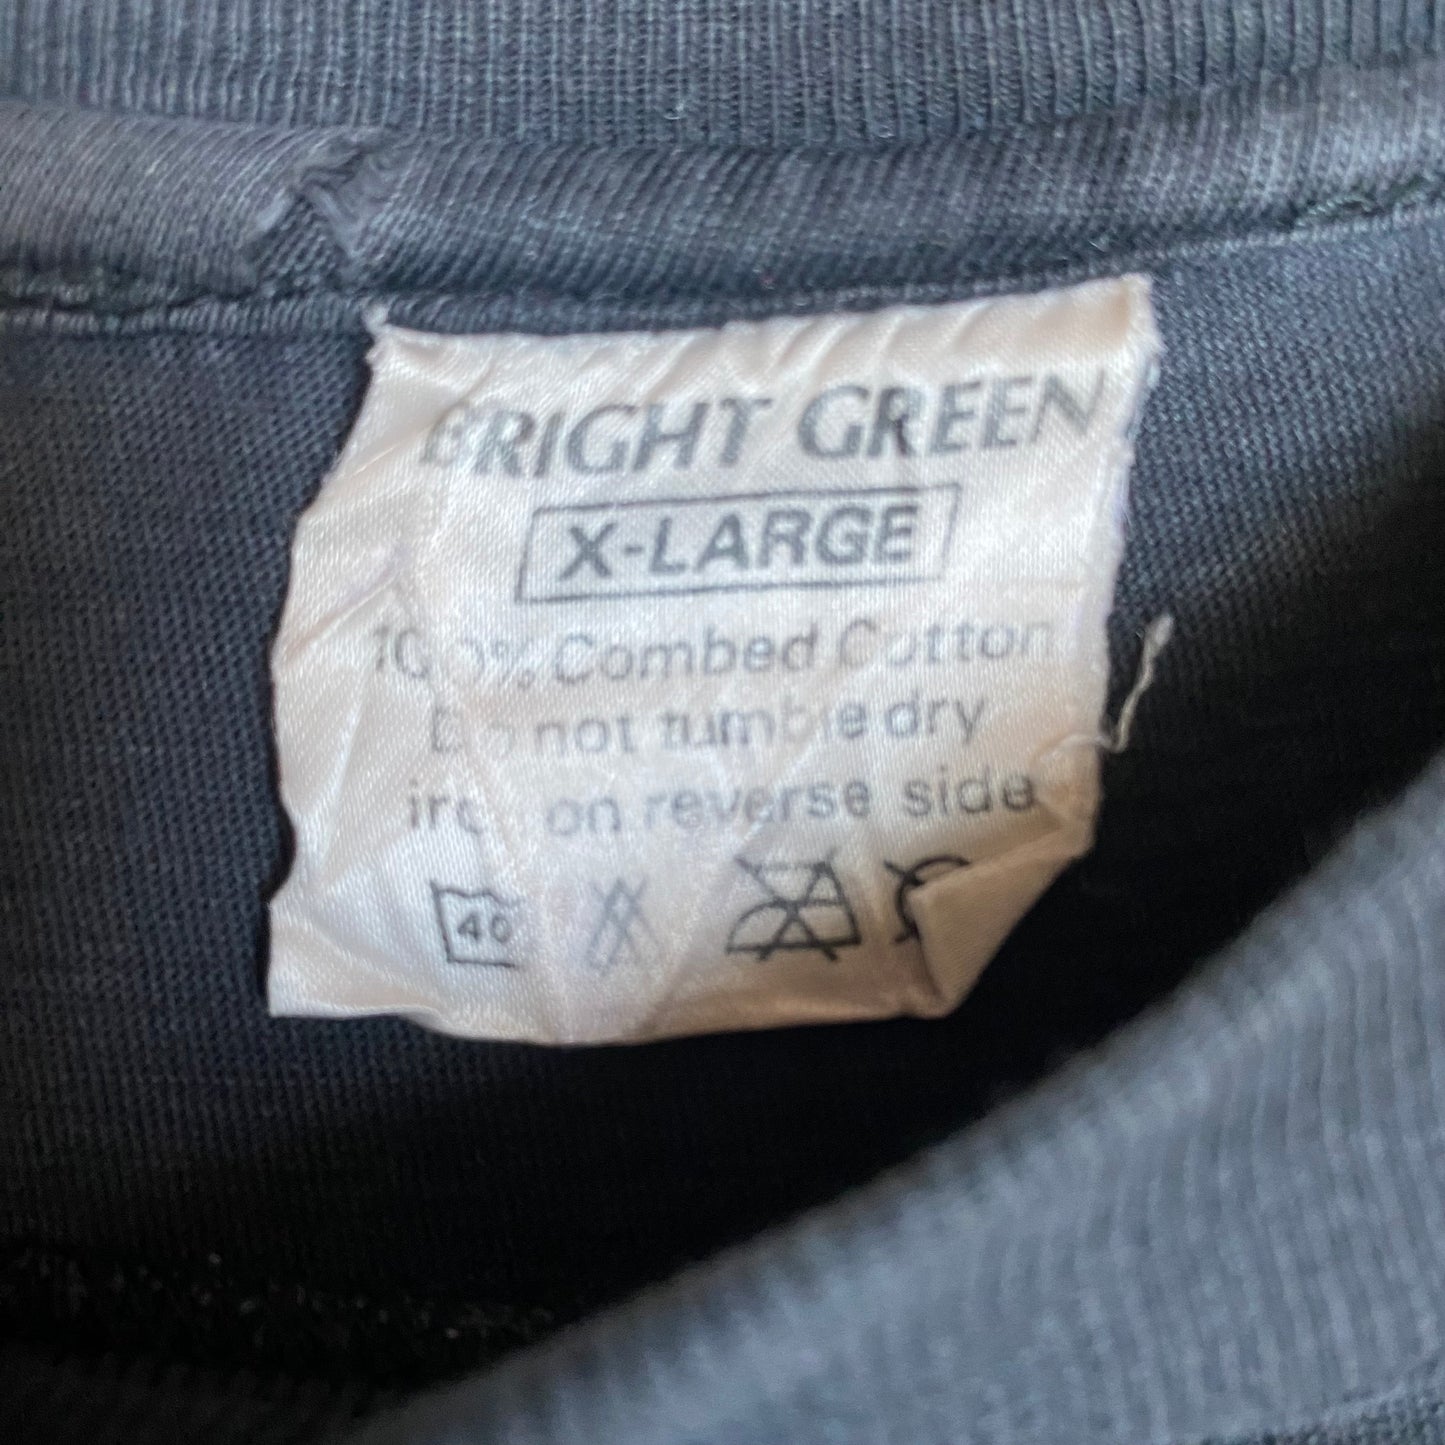 BRIGHT GREEN
X-LARGE
100% Combed Cotton
Do not tumble dry
iron on reverse side
40